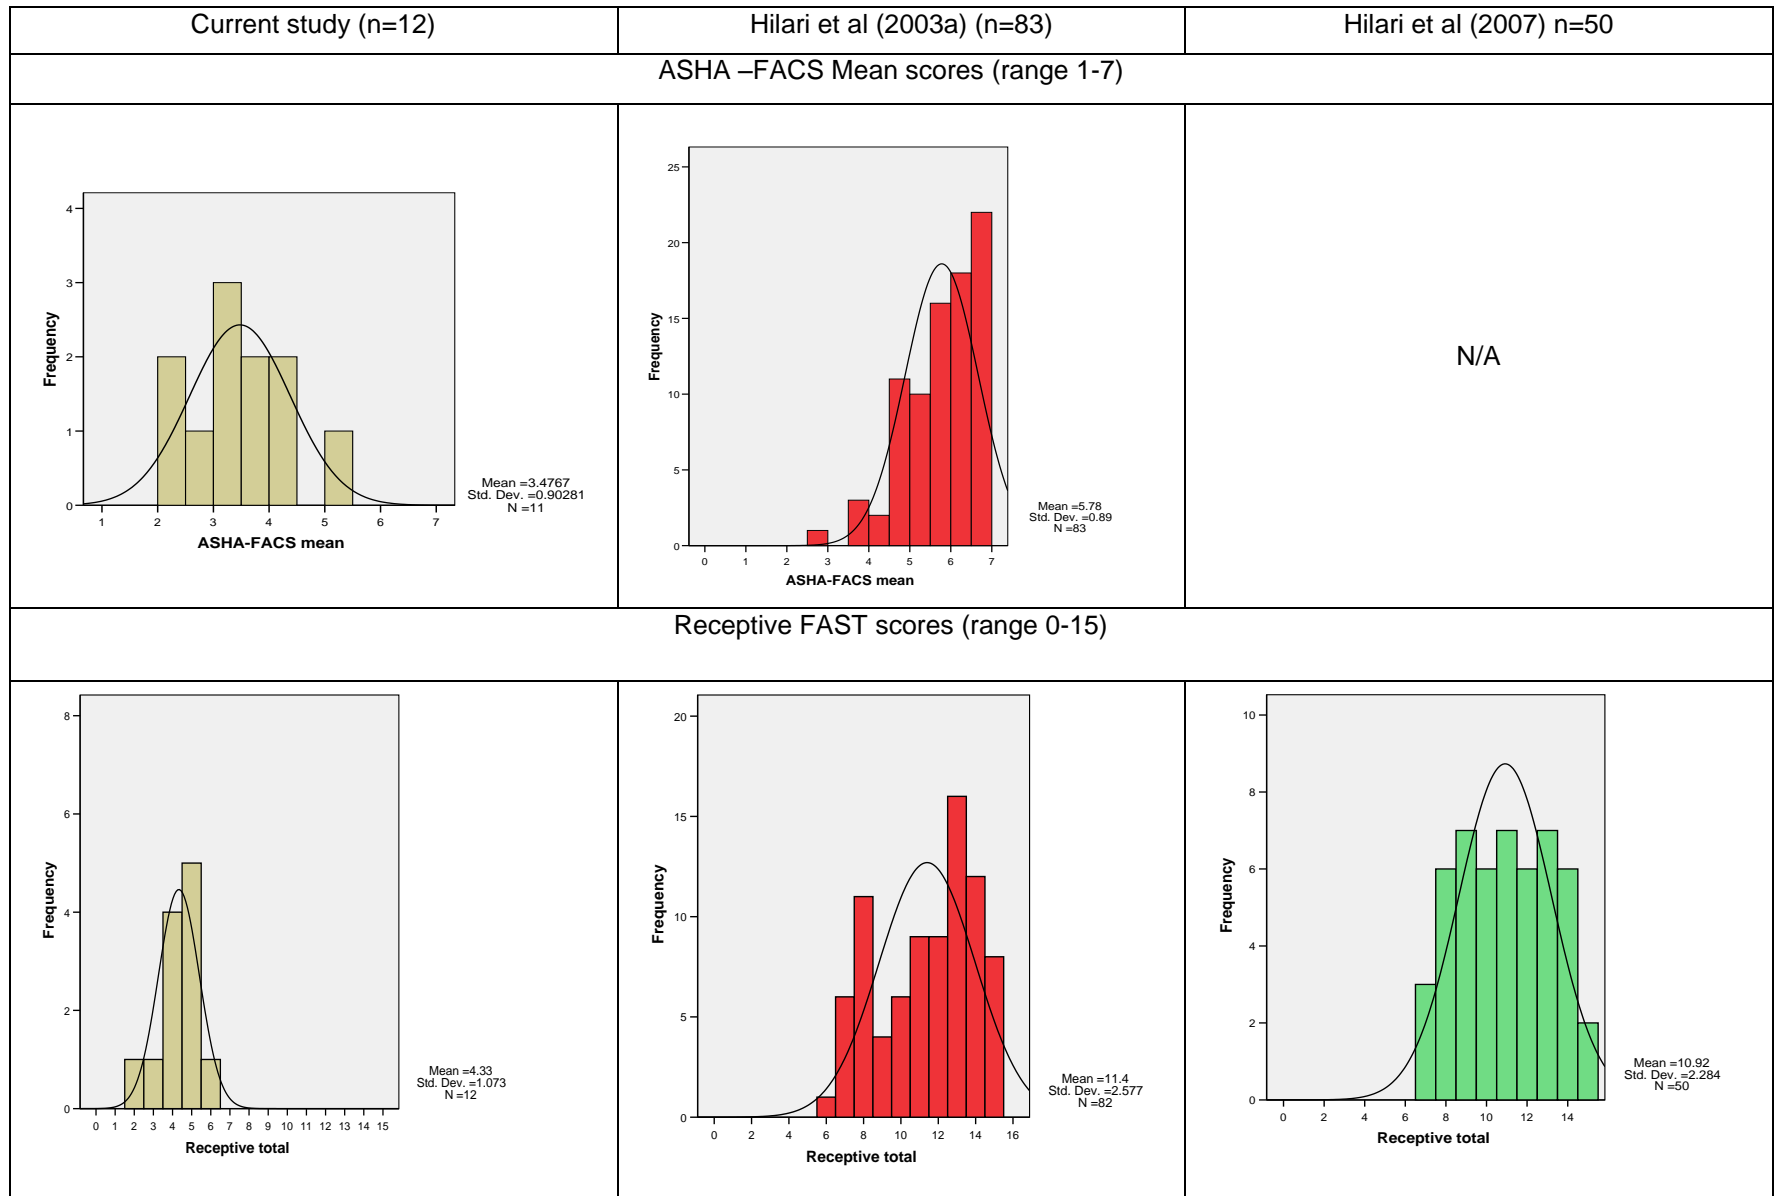 Current study (n=12)
Hilari et al (2003a) (n=83)
Hilari et al (2007) n=50
ASHA –FACS Mean scores (range 1-7)
4
3
2
1
0
Frequency
1 2 3 4 5 6 7
ASHA-FACS mean
Mean =3.4767
Std. Dev. =0.90281
N =11
25
20
15
10
5
0
Frequency
0 1 2 3 4 5 6 7
ASHA-FACS mean
Mean =5.78
Std. Dev. =0.89
N =83
N/A
Receptive FAST scores (range 0-15)
8
6
4
2
0
Frequency
0 1 2 3 4 5 6 7 8 9 10 11 12 13 14 15
Receptive total
Mean =4.33
Std. Dev. =1.073
N =12
20
15
10
5
0
Frequency
0 2 4 6 8 10 12 14 16
Receptive total
Mean =11.4
Std. Dev. =2.577
N =82
10
8
6
4
2
0
Frequency
0 2 4 6 8 10 12 14
Receptive total
Mean =10.92
Std. Dev. =2.284
N =50